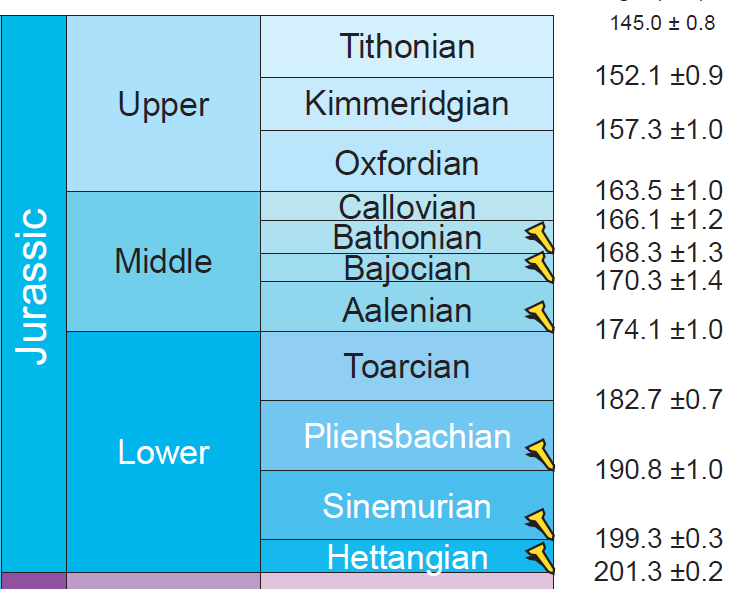 145.0 ± 0.8
Tithonian
152.1 ±0.9
Kimmeridgian
157.3 ±1.0
Upper
Oxfordian
163.5 ±1.0
Callovian
166.1 ±1.2
Bathonian
168.3 ±1.3
Jurassic
Middle
Bajocian
170.3 ±1.4
Aalenian
174.1 ±1.0
Toarcian
182.7 ±0.7
Lower
Pliensbachian
190.8 ±1.0
Sinemurian
199.3 ±0.3
Hettangian
201.3 ±0.2